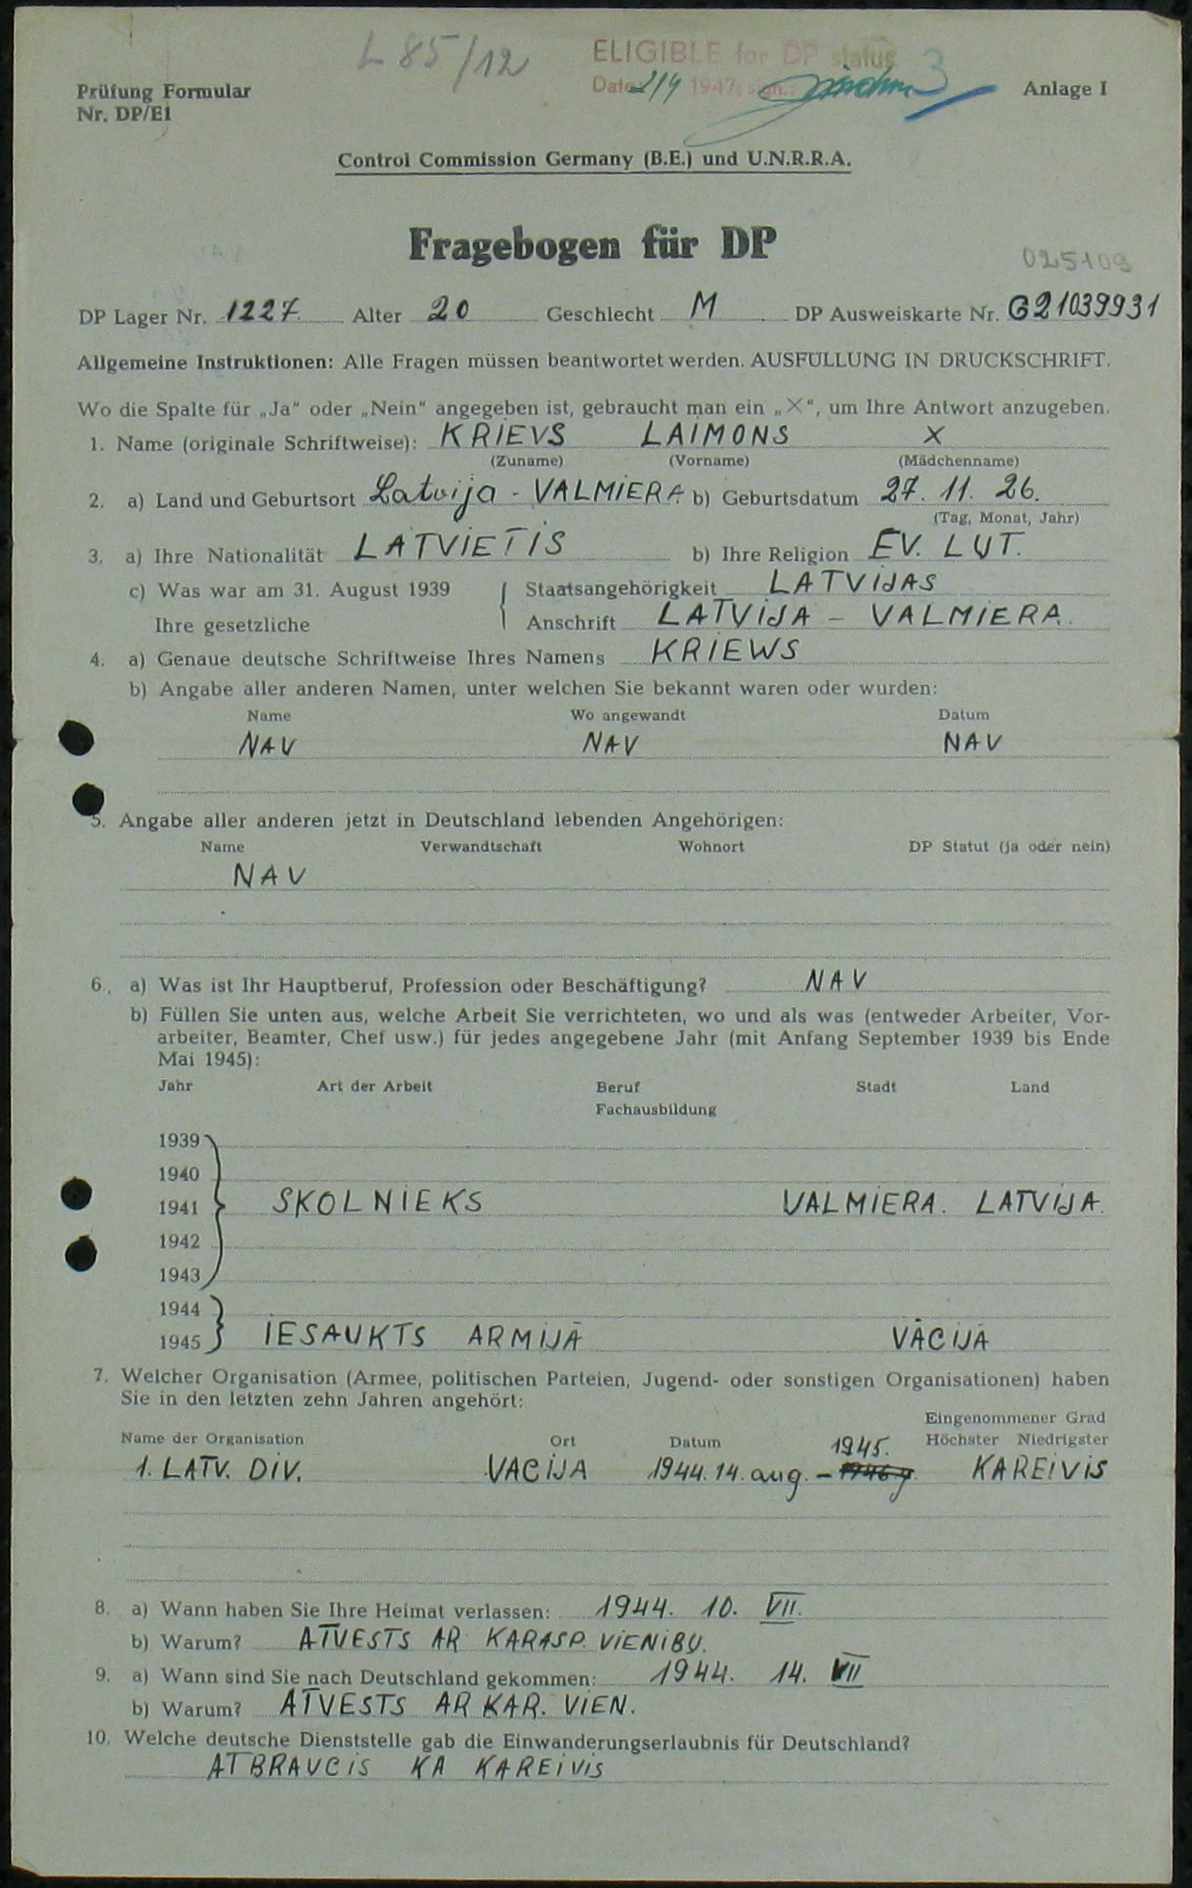 L 85/12
ELIGIBLE for DP status 3
Date 2/4 1947, sign.
Prüfung Formular
Nr. DP/E1
Anlage I
Control Commission Germany (B.E.) und U.N.R.R.A.
Fragebogen für DP
025109
DP Lager Nr. 1227. Alter 20 Geschlecht M DP Ausweiskarte Nr. G21039931
Allgemeine Instruktionen: Alle Fragen müssen beantwortet werden. AUSFÜLLUNG IN DRUCKSCHRIFT.
Wo die Spalte für „Ja“ oder „Nein“ angegeben ist, gebraucht man ein „X“, um Ihre Antwort anzugeben.
1. Name (originale Schriftweise): KRIEVS LAIMONS X
(Zuname) (Vorname) (Mädchenname)
2. a) Land und Geburtsort Latvija - VALMIERA b) Geburtsdatum 27. 11. 26.
(Tag, Monat, Jahr)
3. a) Ihre Nationalität LATVIETIS b) Ihre Religion EV. LUT.
c) Was war am 31. August 1939 Staatsangehörigkeit LATVIJAS
Ihre gesetzliche Anschrift LATVIJA - VALMIERA.
4. a) Genaue deutsche Schriftweise Ihres Namens KRIEWS
b) Angabe aller anderen Namen, unter welchen Sie bekannt waren oder wurden:
Name Wo angewandt Datum
NAV NAV NAV
5. Angabe aller anderen jetzt in Deutschland lebenden Angehörigen:
Name Verwandtschaft Wohnort DP Statut (ja oder nein)
NAV
6. a) Was ist Ihr Hauptberuf, Profession oder Beschäftigung? NAV
b) Füllen Sie unten aus, welche Arbeit Sie verrichteten, wo und als was (entweder Arbeiter, Vor-
arbeiter, Beamter, Chef usw.) für jedes angegebene Jahr (mit Anfang September 1939 bis Ende
Mai 1945):
Jahr Art der Arbeit Beruf Stadt Land
Fachausbildung
1939
1940
1941 SKOLNIEKS VALMIERA. LATVIJA.
1942
1943
1944
1945 IESAUKTS ARMIJĀ VĀCIJĀ
7. Welcher Organisation (Armee, politischen Parteien, Jugend- oder sonstigen Organisationen) haben
Sie in den letzten zehn Jahren angehört:
Eingenommener Grad
Name der Organisation Ort Datum Höchster Niedrigster
1945.
1. LATV. DIV. VACIJA 1944. 14. aug. - 1946 g. KAREIVIS
8. a) Wann haben Sie Ihre Heimat verlassen: 1944. 10. VII.
b) Warum? ATVESTS AR KARASP. VIENIBU.
9. a) Wann sind Sie nach Deutschland gekommen: 1944. 14. VII
b) Warum? ATVESTS AR KAR. VIEN.
10. Welche deutsche Dienststelle gab die Einwanderungserlaubnis für Deutschland?
ATBRAUCIS KA KAREIVIS